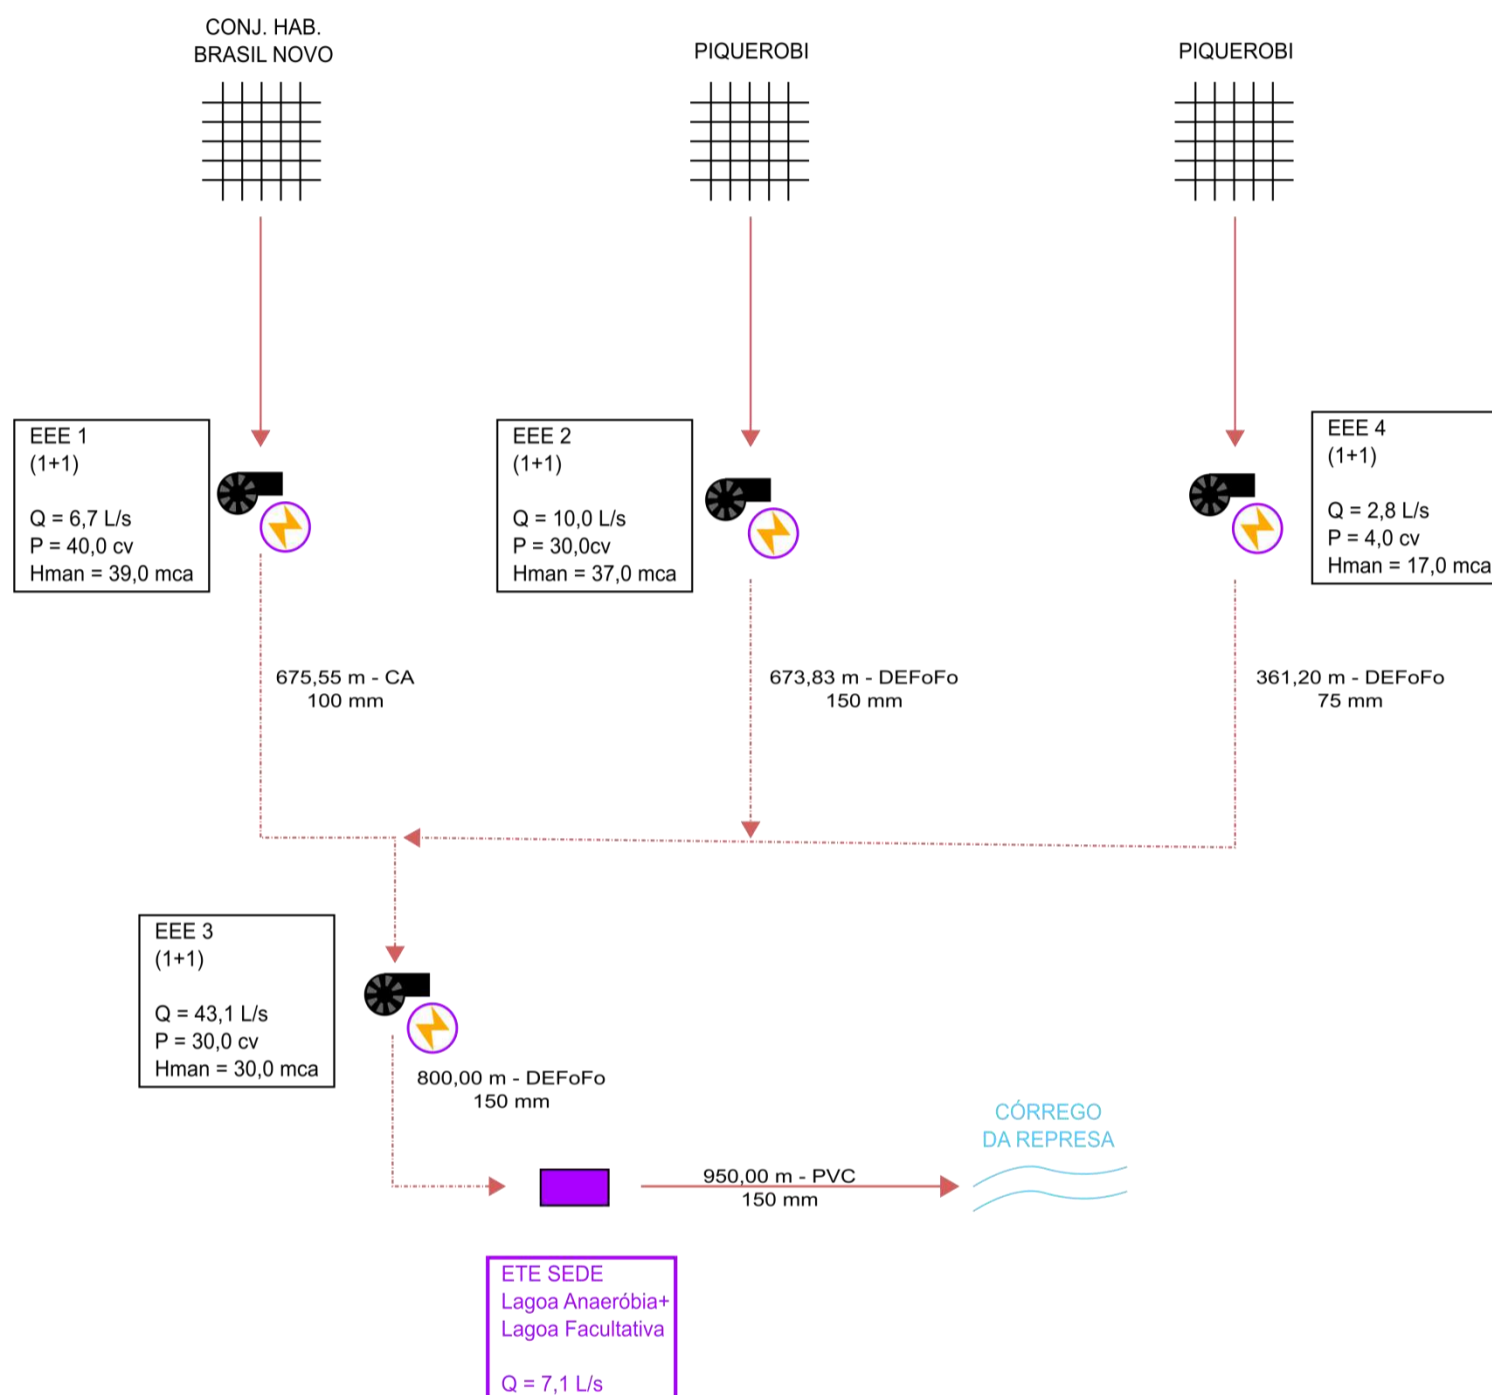 CONJ. HAB.
BRASIL NOVO
PIQUEROBI
PIQUEROBI
EEE 1
(1+1)
Q = 6,7 L/s
P = 40,0 cv
Hman = 39,0 mca
EEE 2
(1+1)
Q = 10,0 L/s
P = 30,0cv
Hman = 37,0 mca
EEE 4
(1+1)
Q = 2,8 L/s
P = 4,0 cv
Hman = 17,0 mca
675,55 m - CA
100 mm
673,83 m - DEFoFo
150 mm
361,20 m - DEFoFo
75 mm
EEE 3
(1+1)
Q = 43,1 L/s
P = 30,0 cv
Hman = 30,0 mca
800,00 m - DEFoFo
150 mm
950,00 m - PVC
150 mm
CÓRREGO
DA REPRESA
ETE SEDE
Lagoa Anaeróbia+
Lagoa Facultativa
Q = 7,1 L/s